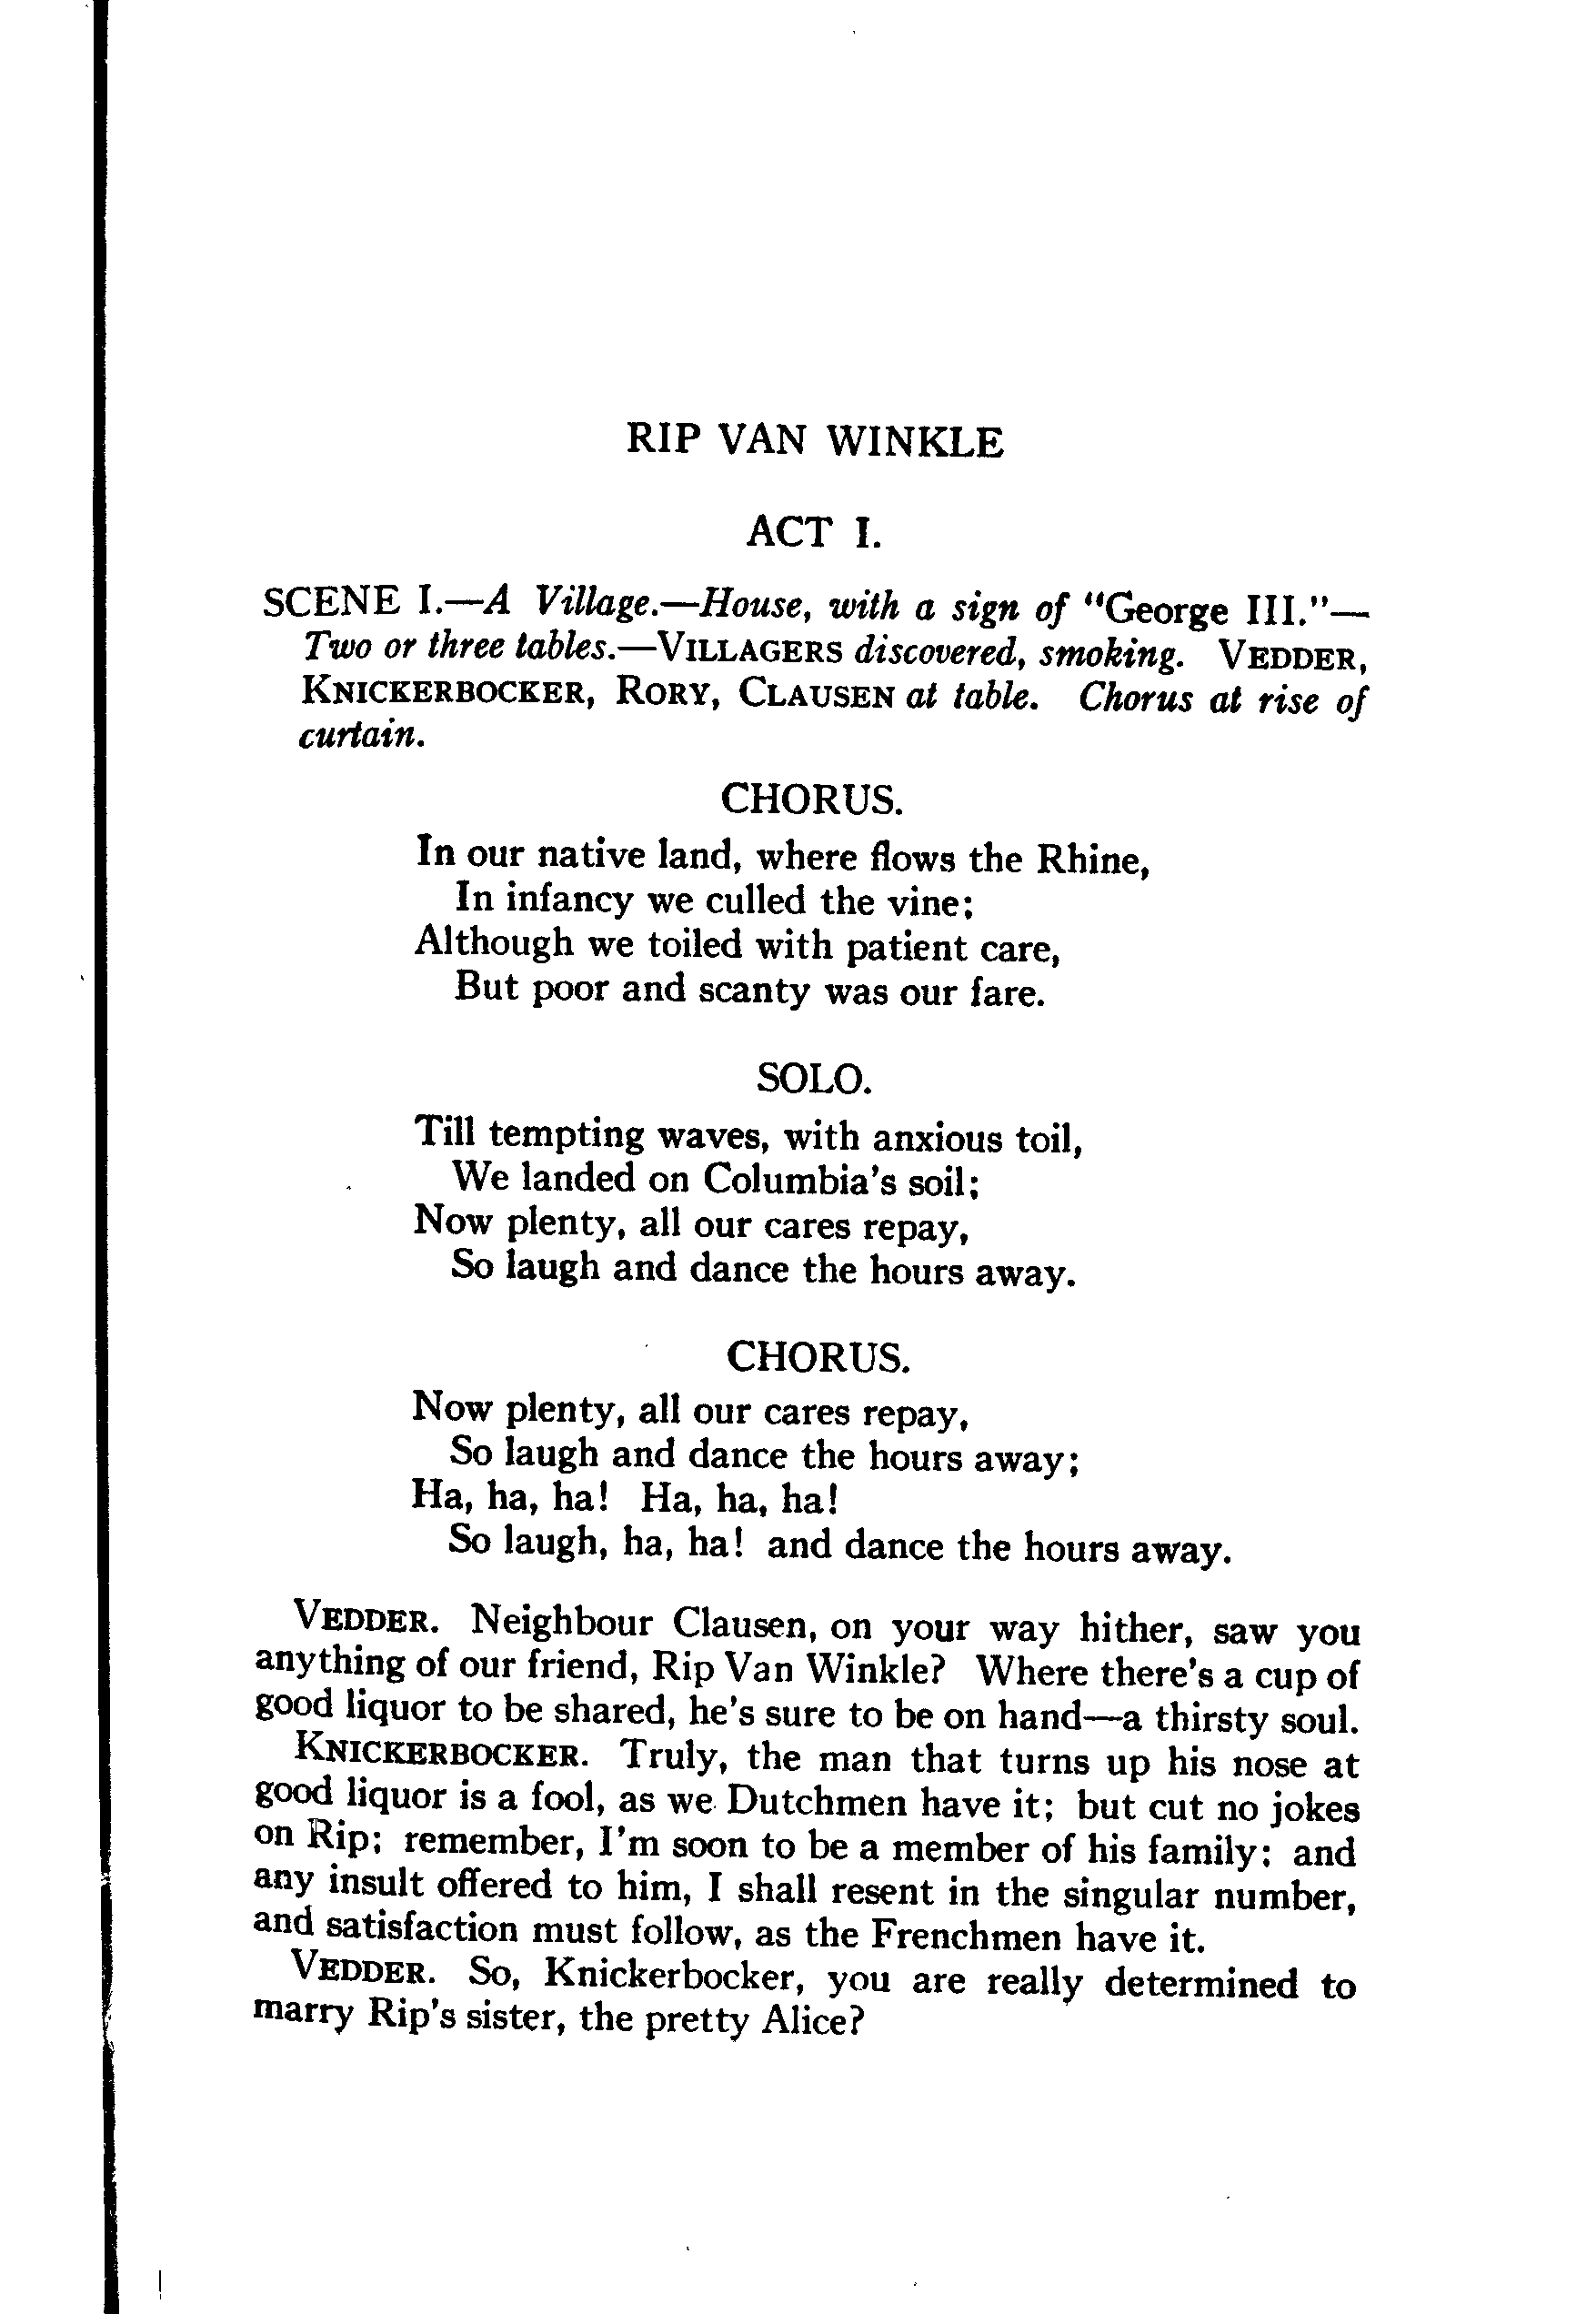 RIP VAN WINKLE
ACT I.
SCENE I.—A Village.—House, with a sign of "George III."—
Two or three tables.—VILLAGERS discovered, smoking. VEDDER,
KNICKERBOCKER, RORY, CLAUSEN at table. Chorus at rise of
curtain.
CHORUS.
In our native land, where flows the Rhine,
In infancy we culled the vine;
Although we toiled with patient care,
But poor and scanty was our fare.
SOLO.
Till tempting waves, with anxious toil,
We landed on Columbia's soil;
Now plenty, all our cares repay,
So laugh and dance the hours away.
CHORUS.
Now plenty, all our cares repay,
So laugh and dance the hours away;
Ha, ha, ha! Ha, ha, ha!
So laugh, ha, ha! and dance the hours away.
VEDDER. Neighbour Clausen, on your way hither, saw you
anything of our friend, Rip Van Winkle? Where there's a cup of
good liquor to be shared, he's sure to be on hand—a thirsty soul.
KNICKERBOCKER. Truly, the man that turns up his nose at
good liquor is a fool, as we Dutchmen have it; but cut no jokes
on Rip; remember, I'm soon to be a member of his family; and
any insult offered to him, I shall resent in the singular number,
and satisfaction must follow, as the Frenchmen have it.
VEDDER. So, Knickerbocker, you are really determined to
marry Rip's sister, the pretty Alice?